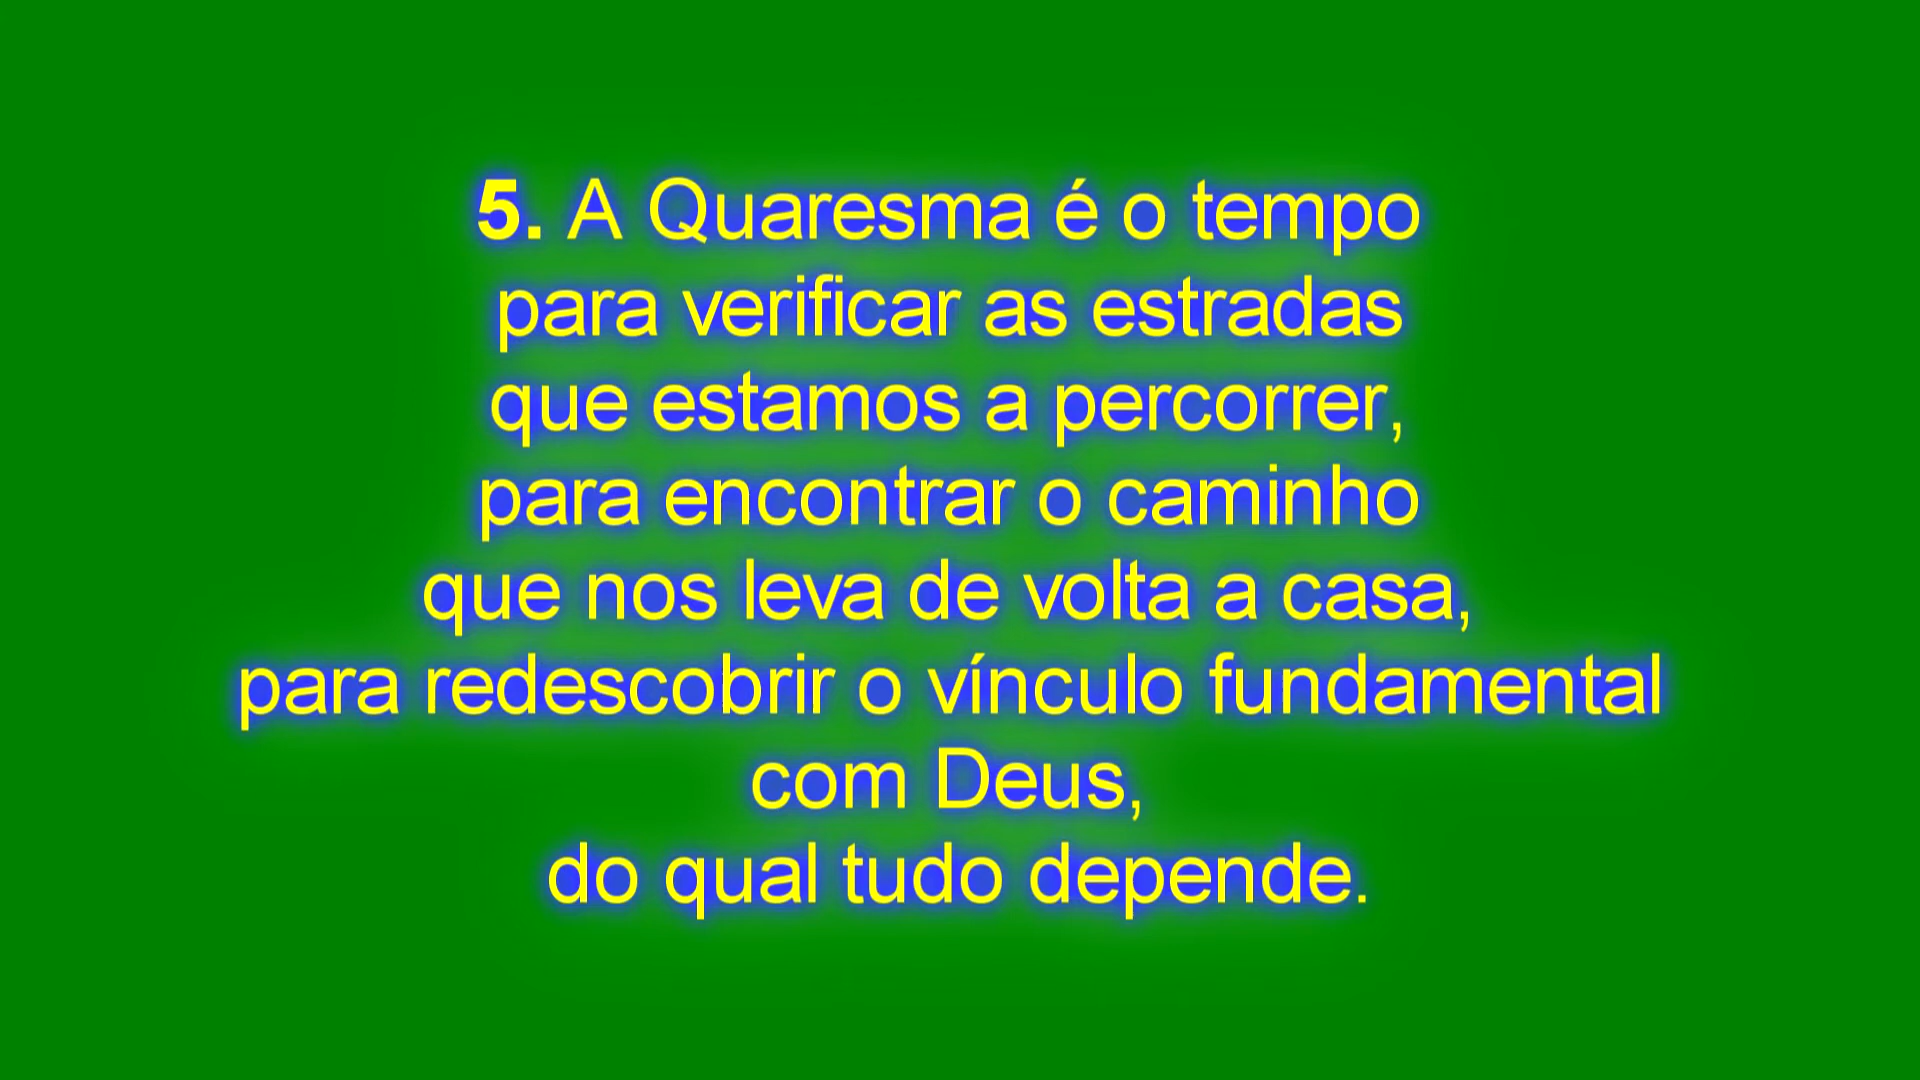 5. A Quaresma é o tempo
para verificar as estradas
que estamos a percorrer,
para encontrar o caminho
que nos leva de volta a casa,
para redescobrir o vínculo fundamental
com Deus,
do qual tudo depende.